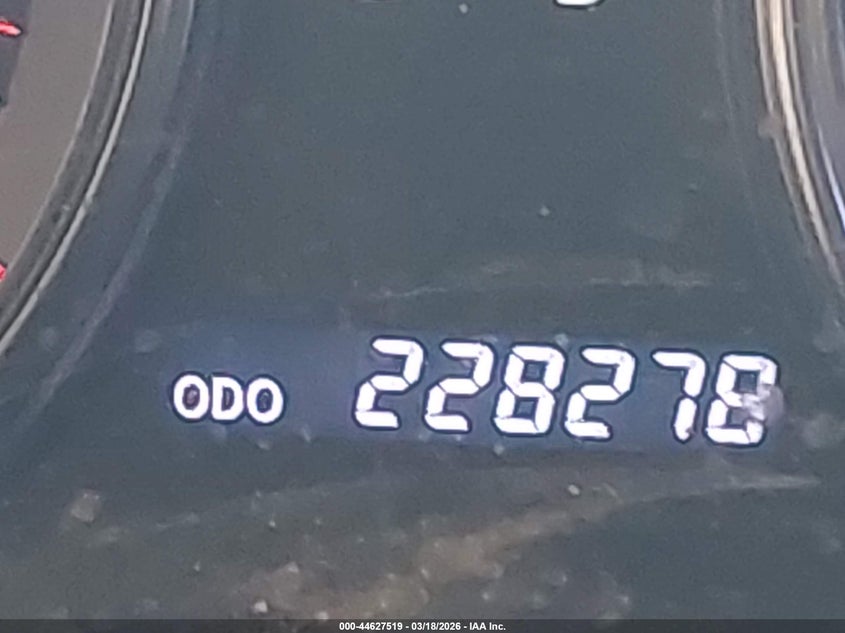 ODO 228278
000-44627519 - 03/18/2026 - IAA Inc.